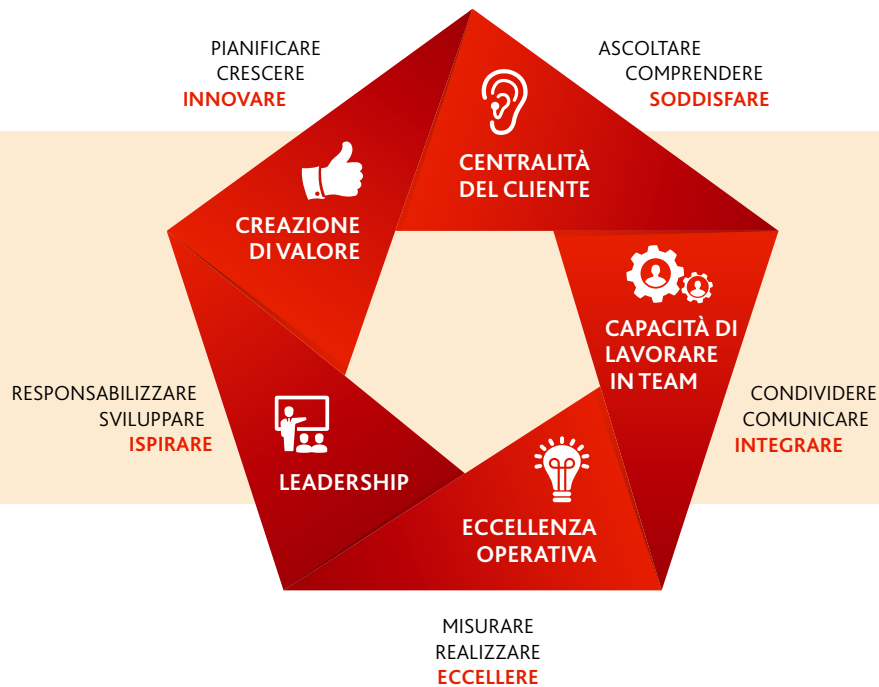 PIANIFICARE
CRESCERE
INNOVARE
ASCOLTARE
COMPRENDERE
SODDISFARE
CENTRALITÀ
DEL CLIENTE
CREAZIONE
DI VALORE
CAPACITÀ DI
LAVORARE
IN TEAM
RESPONSABILIZZARE
SVILUPPARE
ISPIRARE
CONDIVIDERE
COMUNICARE
INTEGRARE
LEADERSHIP
ECCELLENZA
OPERATIVA
MISURARE
REALIZZARE
ECCELLERE